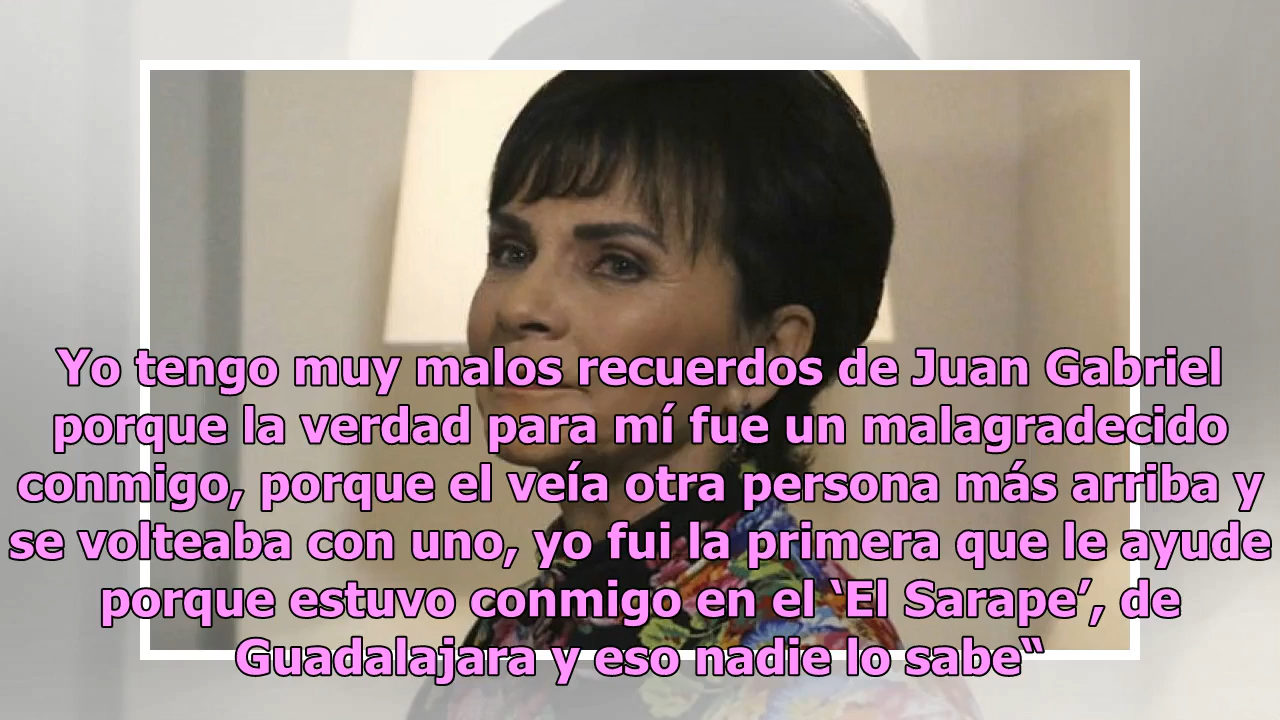 Yo tengo muy malos recuerdos de Juan Gabriel
porque la verdad para mí fue un malagradecido
conmigo, porque el veía otra persona más arriba y
se volteaba con uno, yo fui la primera que le ayude
porque estuvo conmigo en el ‘El Sarape’, de
Guadalajara y eso nadie lo sabe“